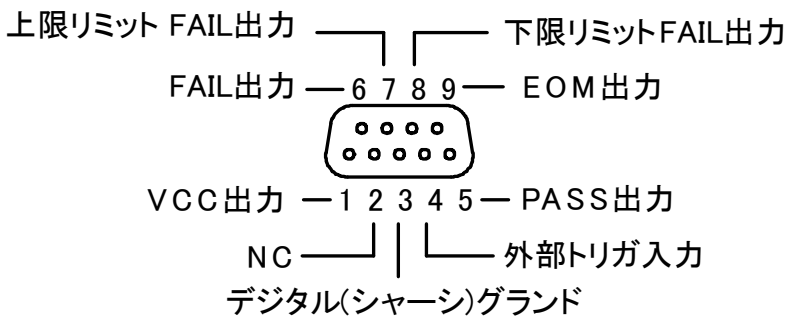 上限リミット FAIL出力
下限リミットFAIL出力
FAIL出力
6 7 8 9
EOM出力
VCC出力
1 2 3 4 5
PASS出力
NC
外部トリガ入力
デジタル(シャーシ)グランド